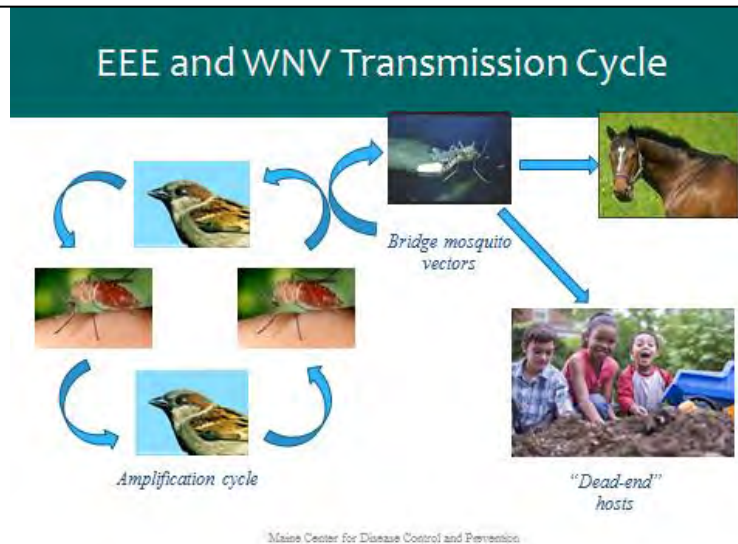 EEE and WNV Transmission Cycle
Bridge mosquito
vectors
Amplification cycle
“Dead-end”
hosts
Maine Center for Disease Control and Prevention